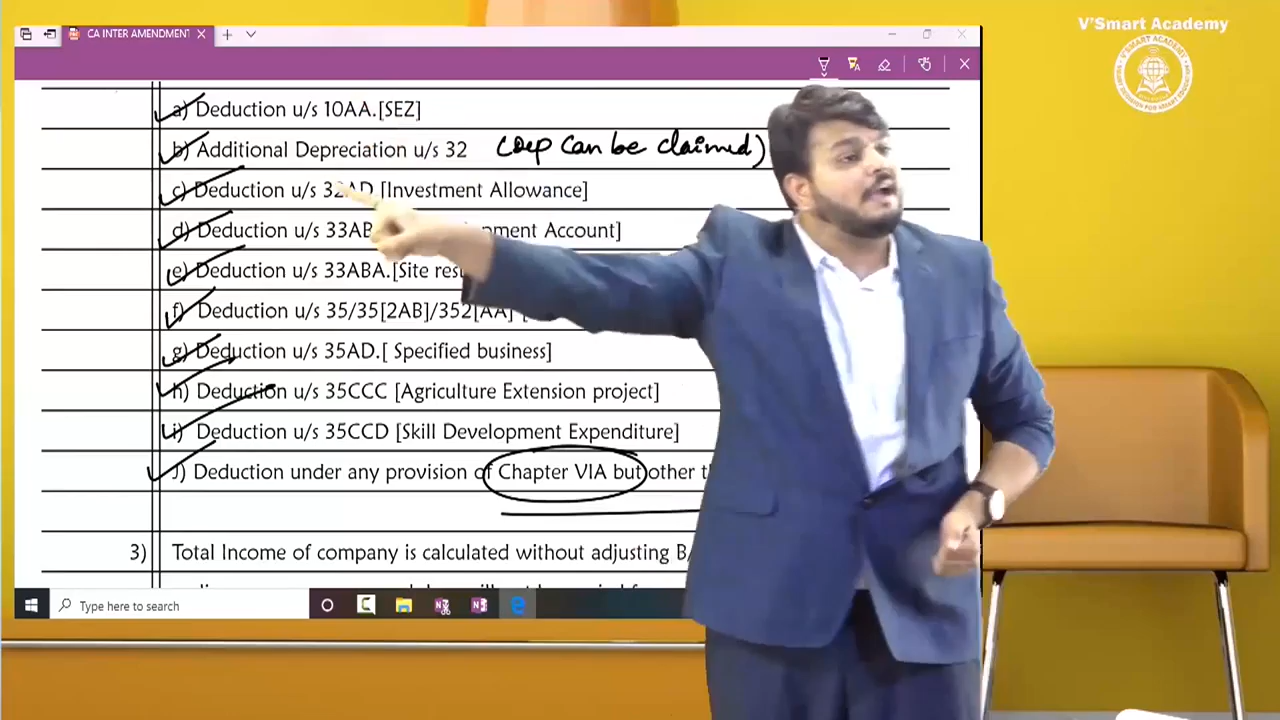 V'Smart Academy
CA INTER AMENDMENT
a) Deduction u/s 10AA.[SEZ]
b) Additional Depreciation u/s 32 (Dep can be claimed)
c) Deduction u/s 32AD [Investment Allowance]
d) Deduction u/s 33AB Account]
e) Deduction u/s 33ABA.[Site
f) Deduction u/s 35/35[2AB]/352[AA]
g) Deduction u/s 35AD.[ Specified business]
h) Deduction u/s 35CCC [Agriculture Extension project]
i) Deduction u/s 35CCD [Skill Development Expenditure]
J) Deduction under any provision of Chapter VIA but other
3) Total Income of company is calculated without adjusting
Type here to search